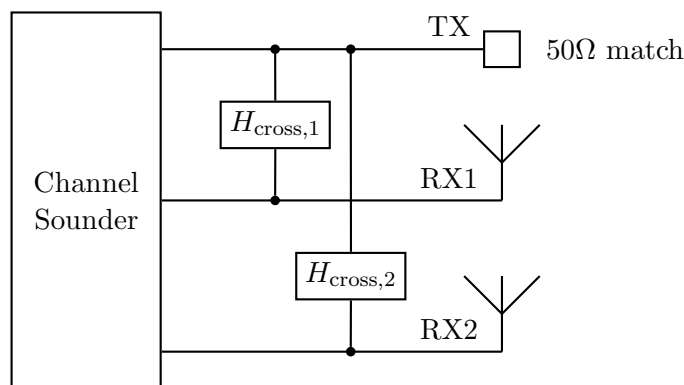 TX
50Ω match
H_cross,1
Channel
Sounder
RX1
H_cross,2
RX2